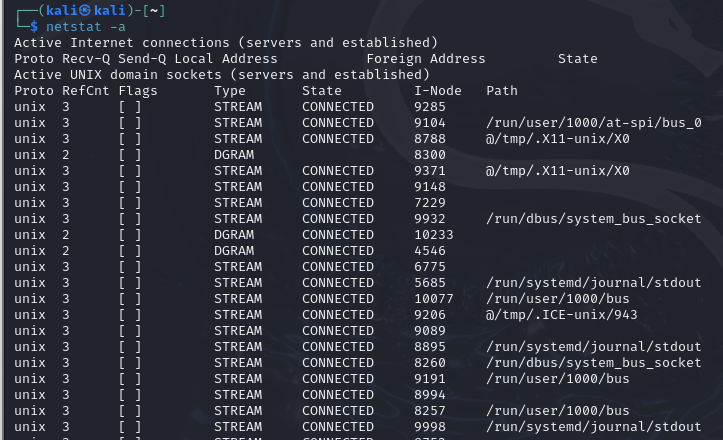 (kali㉿kali)-[~]
$ netstat -a
Active Internet connections (servers and established)
Proto Recv-Q Send-Q Local Address           Foreign Address         State
Active UNIX domain sockets (servers and established)
Proto RefCnt Flags       Type       State         I-Node   Path
unix  3      [ ]         STREAM     CONNECTED     9285
unix  3      [ ]         STREAM     CONNECTED     9104     /run/user/1000/at-spi/bus_0
unix  3      [ ]         STREAM     CONNECTED     8788     @/tmp/.X11-unix/X0
unix  2      [ ]         DGRAM                    8300
unix  3      [ ]         STREAM     CONNECTED     9371     @/tmp/.X11-unix/X0
unix  3      [ ]         STREAM     CONNECTED     9148
unix  3      [ ]         STREAM     CONNECTED     7229
unix  3      [ ]         STREAM     CONNECTED     9932     /run/dbus/system_bus_socket
unix  2      [ ]         DGRAM      CONNECTED     10233
unix  2      [ ]         DGRAM      CONNECTED     4546
unix  3      [ ]         STREAM     CONNECTED     6775
unix  3      [ ]         STREAM     CONNECTED     5685     /run/systemd/journal/stdout
unix  3      [ ]         STREAM     CONNECTED     10077    /run/user/1000/bus
unix  3      [ ]         STREAM     CONNECTED     9206     @/tmp/.ICE-unix/943
unix  3      [ ]         STREAM     CONNECTED     9089
unix  3      [ ]         STREAM     CONNECTED     8895     /run/systemd/journal/stdout
unix  3      [ ]         STREAM     CONNECTED     8260     /run/dbus/system_bus_socket
unix  3      [ ]         STREAM     CONNECTED     9191     /run/user/1000/bus
unix  3      [ ]         STREAM     CONNECTED     8994
unix  3      [ ]         STREAM     CONNECTED     8257     /run/user/1000/bus
unix  3      [ ]         STREAM     CONNECTED     9998     /run/systemd/journal/stdout